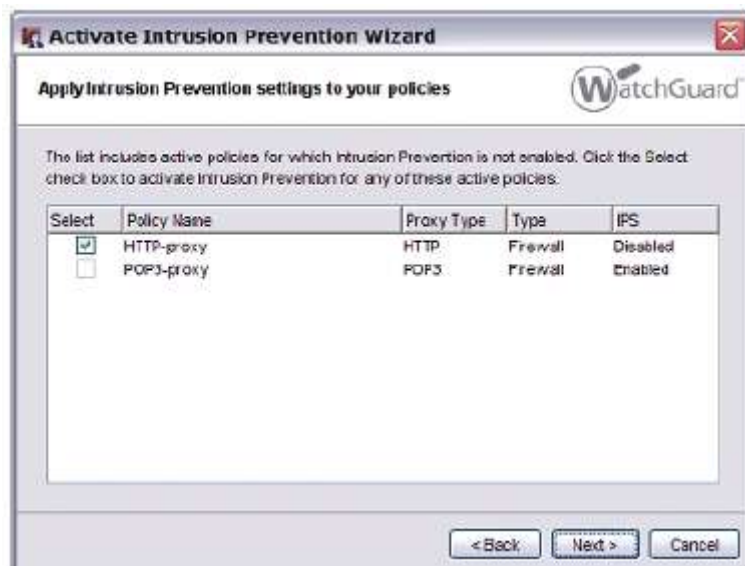 Activate Intrusion Prevention Wizard
Apply Intrusion Prevention settings to your policies
WatchGuard
The list includes active policies for which Intrusion Prevention is not enabled. Click the Select
check box to activate Intrusion Prevention for any of these active policies.
Select Policy Name Proxy Type Type IPS
HTTP-proxy HTTP Firewall Disabled
POP3-proxy POP3 Firewall Enabled
< Back Next > Cancel